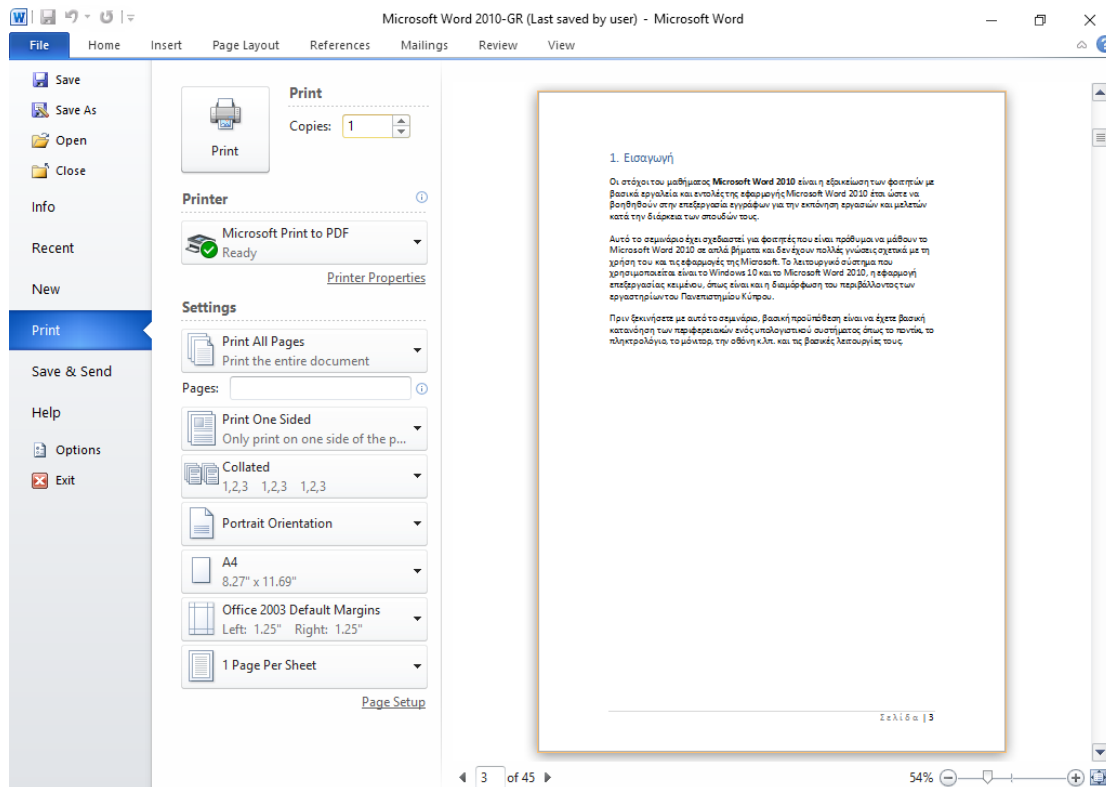 Microsoft Word 2010-GR (Last saved by user) - Microsoft Word
File Home Insert Page Layout References Mailings Review View
Save
Save As
Open
Close
Info
Recent
New
Print
Save & Send
Help
Options
Exit
Print
Print
Copies: 1
Printer
Microsoft Print to PDF
Ready
Printer Properties
Settings
Print All Pages
Print the entire document
Pages:
Print One Sided
Only print on one side of the p...
Collated
1,2,3 1,2,3 1,2,3
Portrait Orientation
A4
8.27" x 11.69"
Office 2003 Default Margins
Left: 1.25" Right: 1.25"
1 Page Per Sheet
Page Setup
1. Εισαγωγή
Οι στόχοι του μαθήματος Microsoft Word 2010 είναι η εξοικείωση των φοιτητών με
βασικά εργαλεία και εντολές της εφαρμογής Microsoft Word 2010 έτσι ώστε να
βοηθηθούν στην επεξεργασία εγγράφων για την εκπόνηση εργασιών και μελετών
κατά την διάρκεια των σπουδών τους.
Αυτό το σεμινάριο έχει σχεδιαστεί για φοιτητές που είναι πρόθυμοι να μάθουν το
Microsoft Word 2010 σε απλά βήματα και δεν έχουν πολλές γνώσεις σχετικά με τη
χρήση του και τις εφαρμογές της Microsoft. Το λειτουργικό σύστημα που
χρησιμοποιείται είναι το Windows 10 και το Microsoft Word 2010, η εφαρμογή
επεξεργασίας κειμένου, όπως είναι και η διαμόρφωση του περιβάλλοντος των
εργαστηρίων του Πανεπιστημίου Κύπρου.
Πριν ξεκινήσετε με αυτό το σεμινάριο, βασική προϋπόθεση είναι να έχετε βασική
κατανόηση των περιφερειακών ενός υπολογιστικού συστήματος όπως το ποντίκι, το
πληκτρολόγιο, το μόνιτορ, την οθόνη κ.λπ. και τις βασικές λειτουργίες τους.
Σελίδα | 3
3 of 45
54%